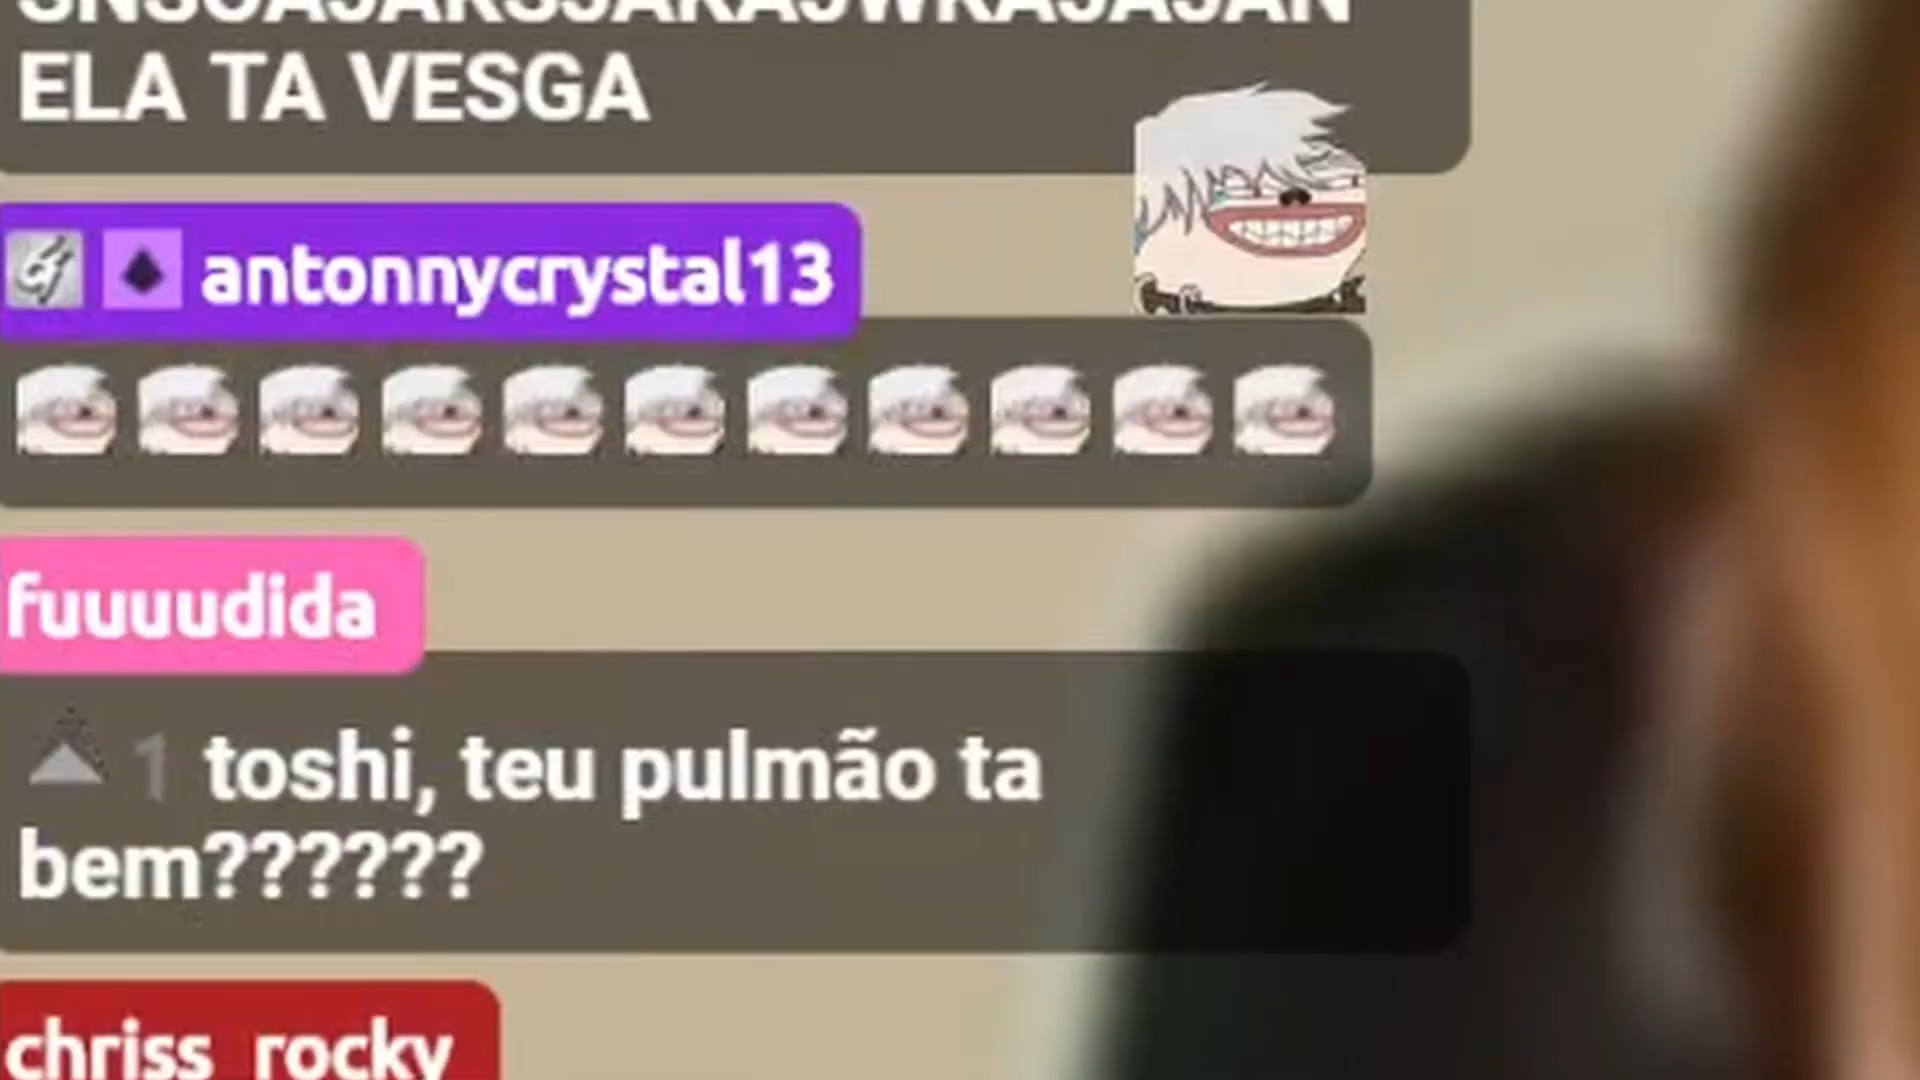 ELA TA VESGA
antonnycrystal13
fuuuudida
1 toshi, teu pulmão ta
bem??????
chriss_rocky